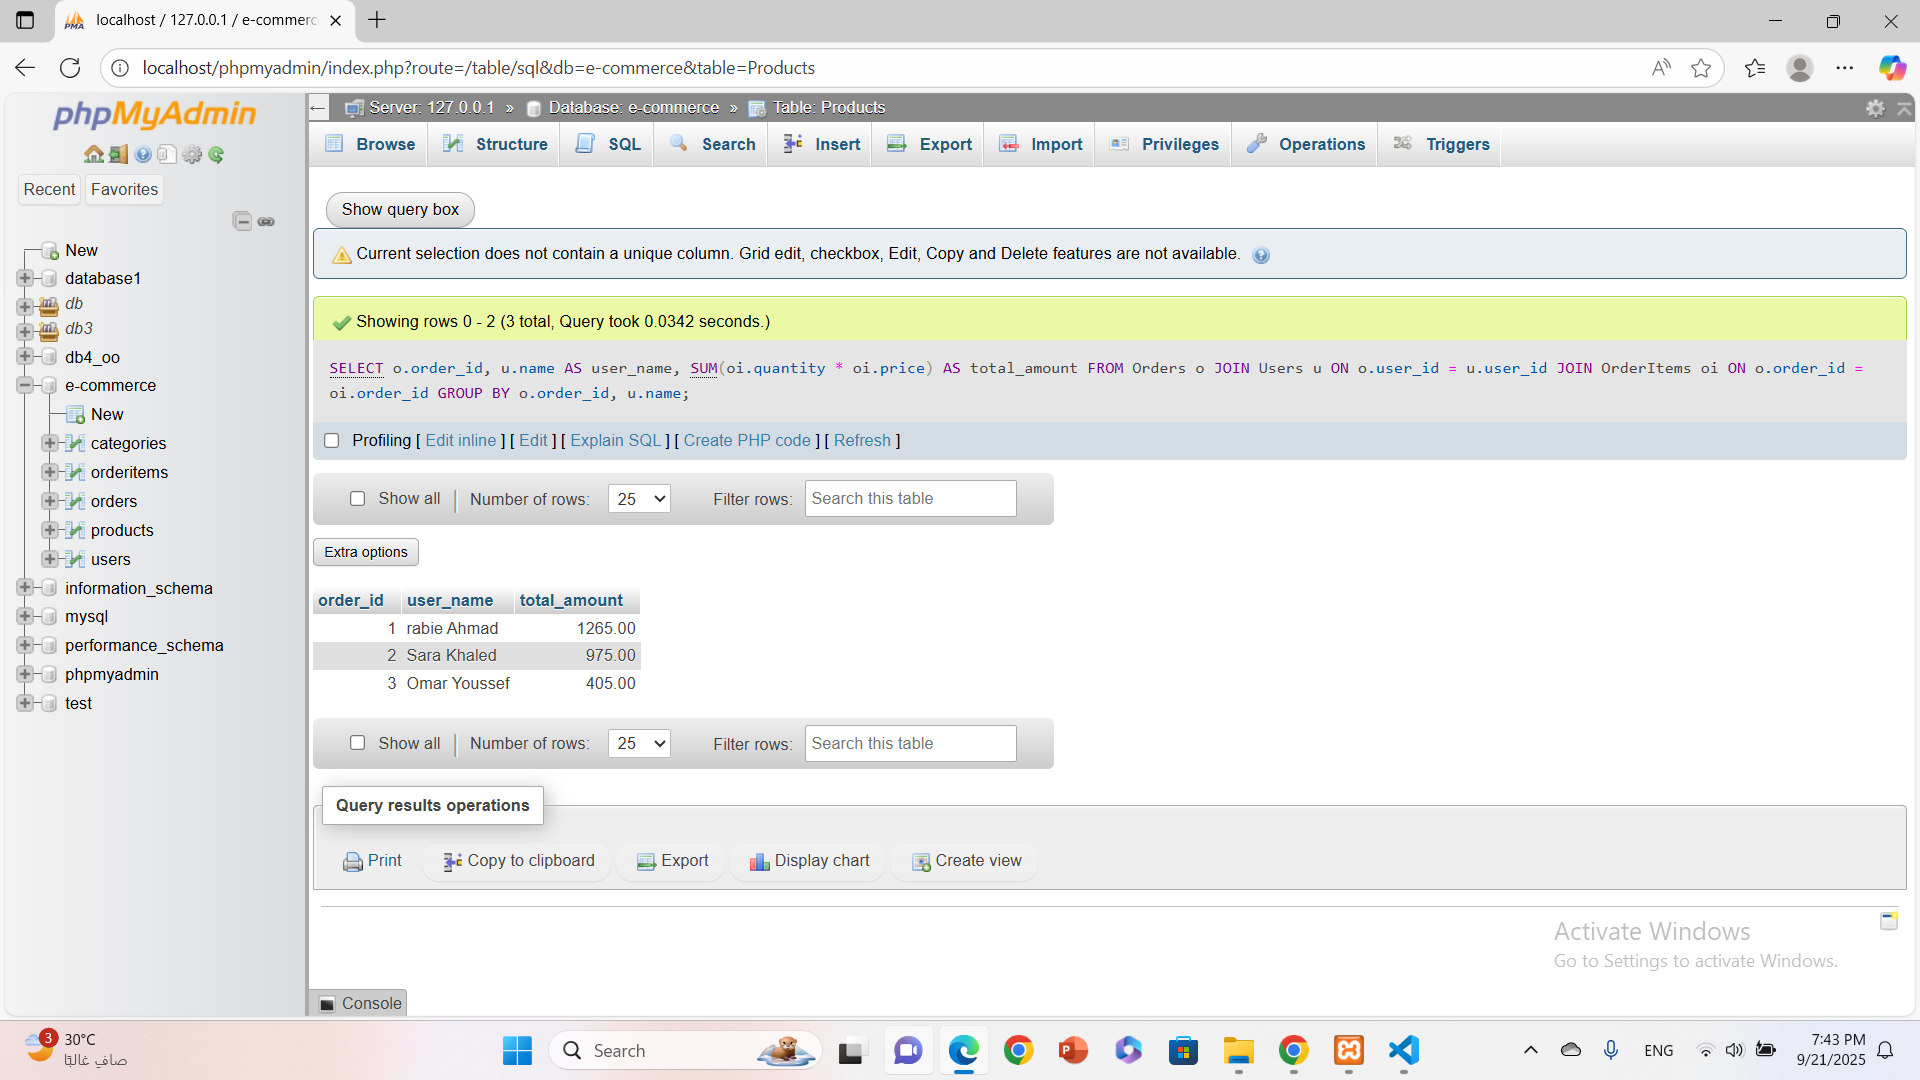 localhost / 127.0.0.1 / e-commerc
localhost/phpmyadmin/index.php?route=/table/sql&db=e-commerce&table=Products
phpMyAdmin
Recent
Favorites
New
database1
db
db3
db4_oo
e-commerce
New
categories
orderitems
orders
products
users
information_schema
mysql
performance_schema
phpmyadmin
test
Server: 127.0.0.1 » Database: e-commerce » Table: Products
Browse Structure SQL Search Insert Export Import Privileges Operations Triggers
Show query box
Current selection does not contain a unique column. Grid edit, checkbox, Edit, Copy and Delete features are not available.
Showing rows 0 - 2 (3 total, Query took 0.0342 seconds.)
SELECT o.order_id, u.name AS user_name, SUM(oi.quantity * oi.price) AS total_amount FROM Orders o JOIN Users u ON o.user_id = u.user_id JOIN OrderItems oi ON o.order_id =
oi.order_id GROUP BY o.order_id, u.name;
Profiling [ Edit inline ] [ Edit ] [ Explain SQL ] [ Create PHP code ] [ Refresh ]
Show all | Number of rows: 25 Filter rows: Search this table
Extra options
order_id user_name total_amount
1 rabie Ahmad 1265.00
2 Sara Khaled 975.00
3 Omar Youssef 405.00
Show all | Number of rows: 25 Filter rows: Search this table
Query results operations
Print Copy to clipboard Export Display chart Create view
Activate Windows
Go to Settings to activate Windows.
Console
3
30°C
صافٍ غالبًا
Search
ENG
7:43 PM
9/21/2025